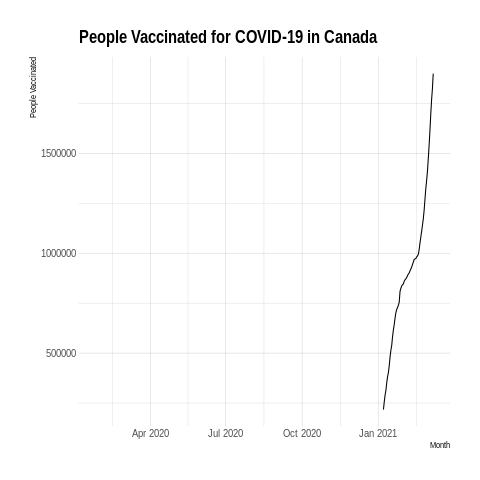 People Vaccinated for COVID-19 in Canada
People Vaccinated
1500000
1000000
500000
Apr 2020 Jul 2020 Oct 2020 Jan 2021
Month